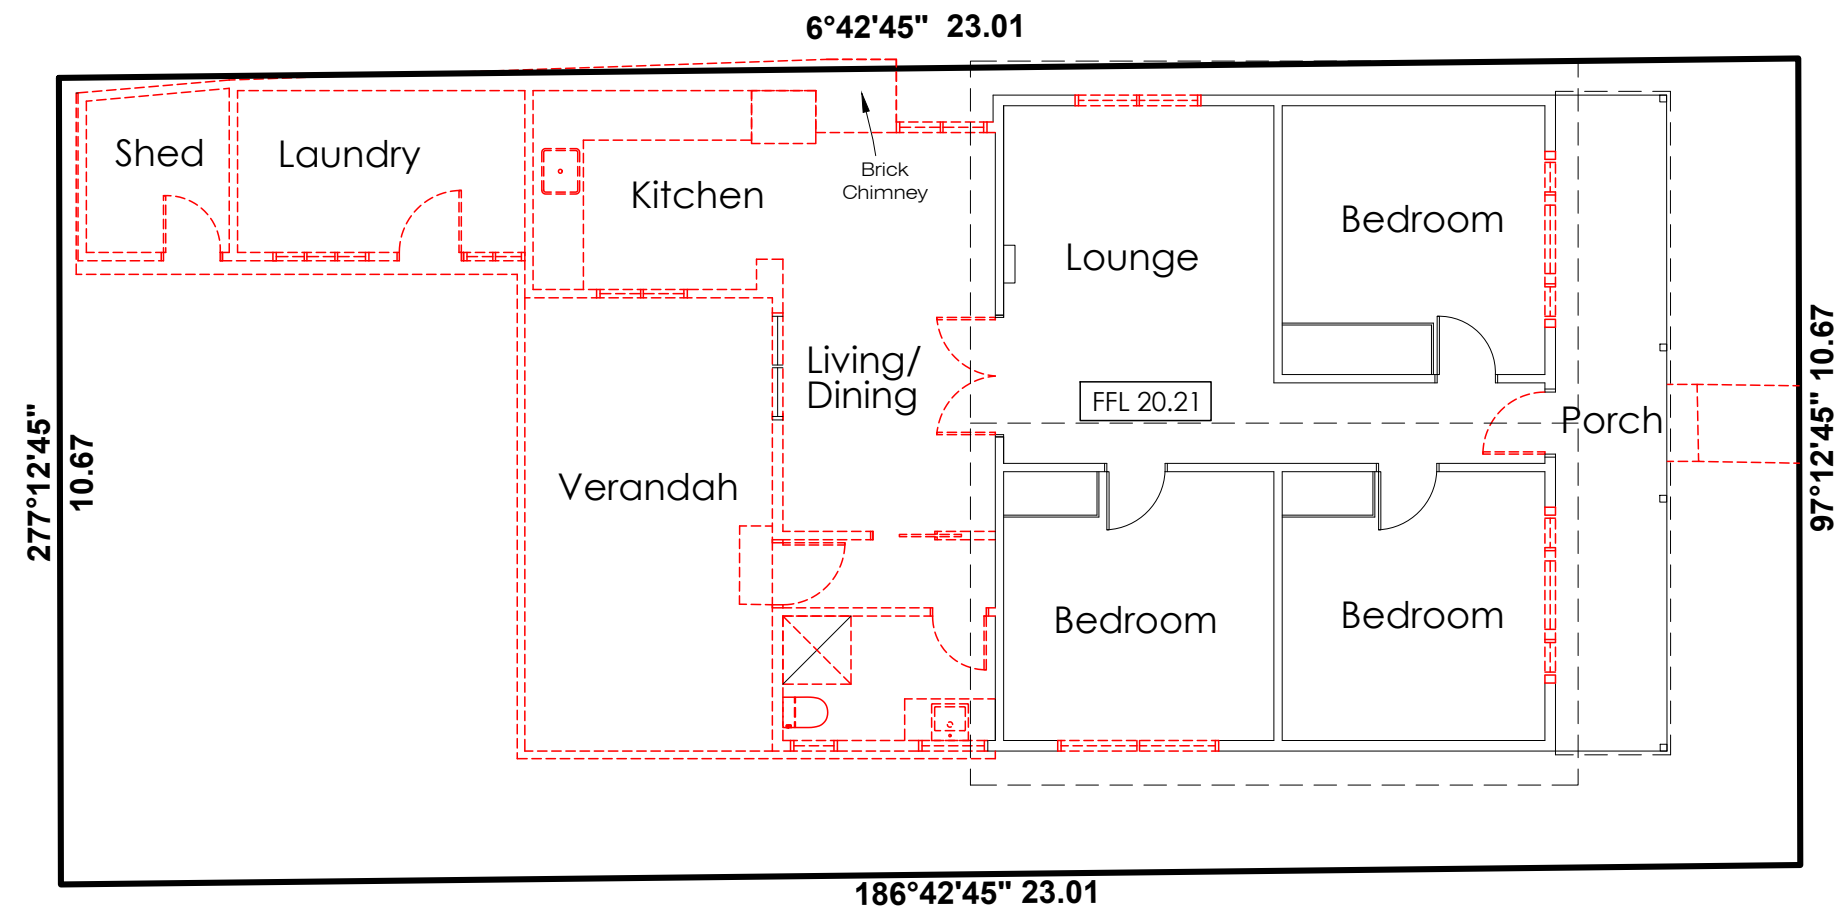 6°42'45" 23.01
Shed
Laundry
Kitchen
Brick
Chimney
Lounge
Bedroom
Living/
Dining
FFL 20.21
Porch
97°12'45" 10.67
277°12'45"
10.67
Verandah
Bedroom
Bedroom
186°42'45" 23.01